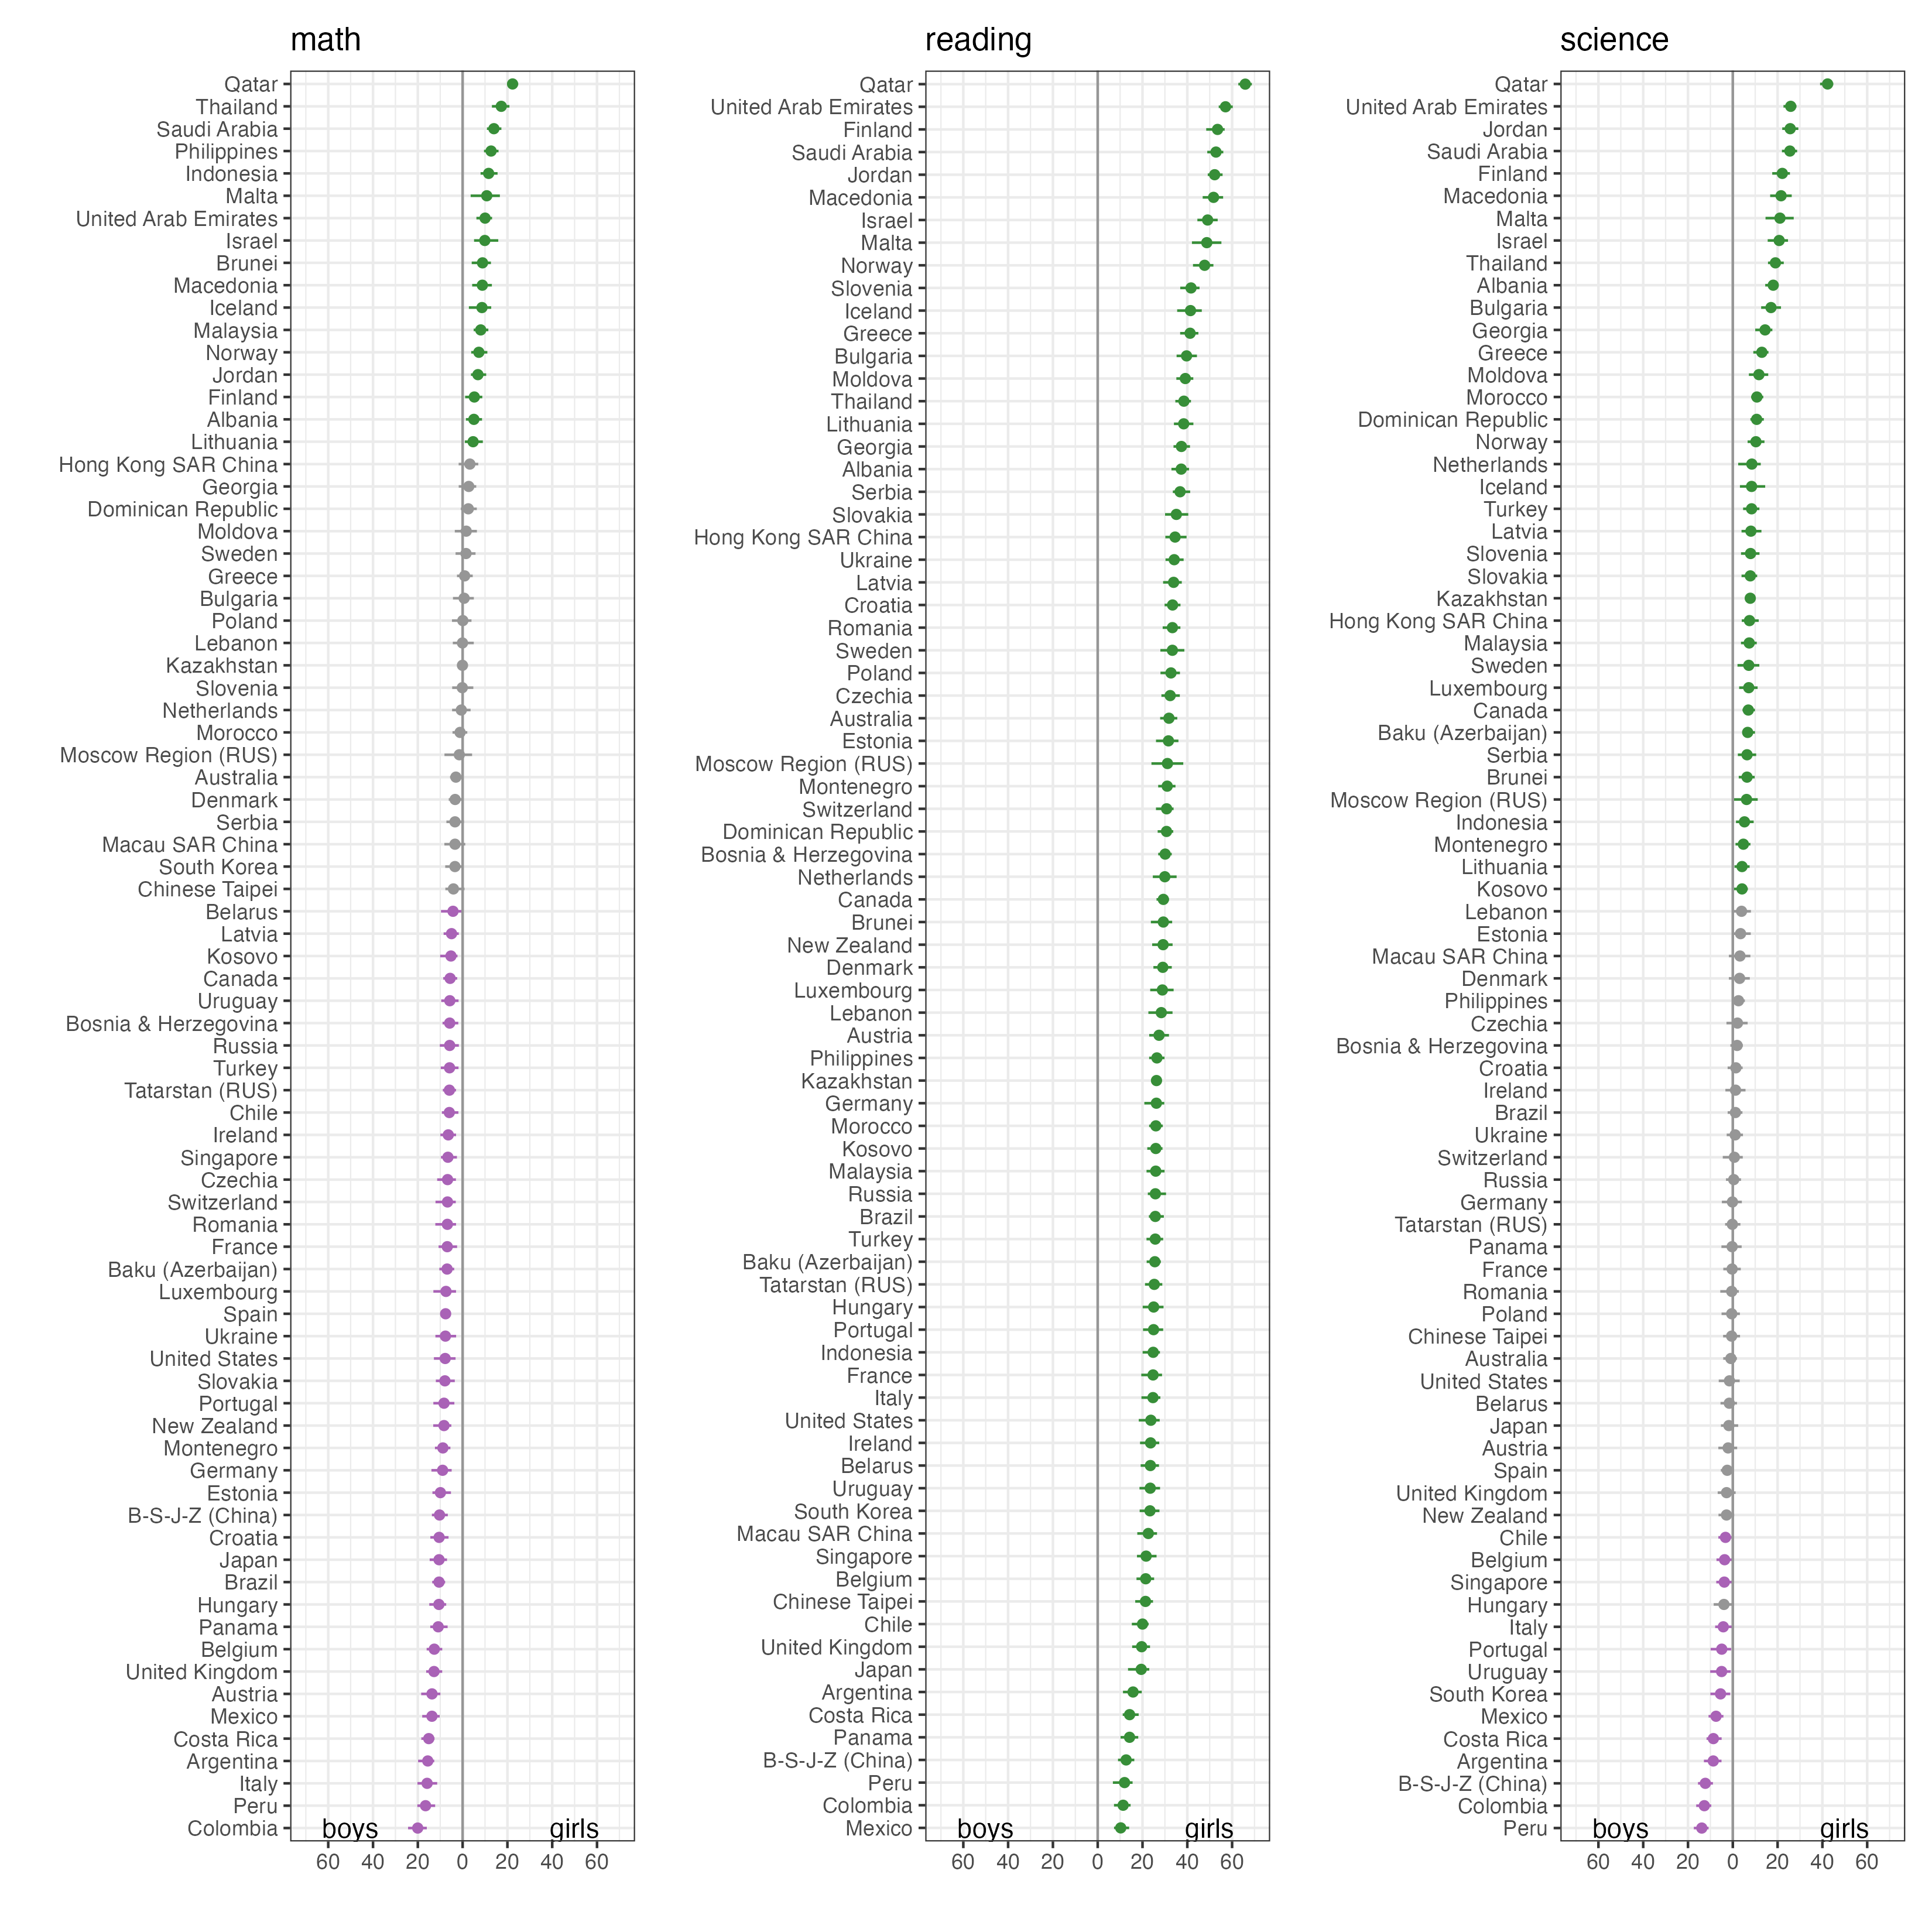 math
Qatar
Thailand
Saudi Arabia
Philippines
Indonesia
Malta
United Arab Emirates
Israel
Brunei
Macedonia
Iceland
Malaysia
Norway
Jordan
Finland
Albania
Lithuania
Hong Kong SAR China
Georgia
Dominican Republic
Moldova
Sweden
Greece
Bulgaria
Poland
Lebanon
Kazakhstan
Slovenia
Netherlands
Morocco
Moscow Region (RUS)
Australia
Denmark
Serbia
Macau SAR China
South Korea
Chinese Taipei
Belarus
Latvia
Kosovo
Canada
Uruguay
Bosnia & Herzegovina
Russia
Turkey
Tatarstan (RUS)
Chile
Ireland
Singapore
Czechia
Switzerland
Romania
France
Baku (Azerbaijan)
Luxembourg
Spain
Ukraine
United States
Slovakia
Portugal
New Zealand
Montenegro
Germany
Estonia
B-S-J-Z (China)
Croatia
Japan
Brazil
Hungary
Panama
Belgium
United Kingdom
Austria
Mexico
Costa Rica
Argentina
Italy
Peru
Colombia
boys girls
60 40 20 0 20 40 60
reading
Qatar
United Arab Emirates
Finland
Saudi Arabia
Jordan
Macedonia
Israel
Malta
Norway
Slovenia
Iceland
Greece
Bulgaria
Moldova
Thailand
Lithuania
Georgia
Albania
Serbia
Slovakia
Hong Kong SAR China
Ukraine
Latvia
Croatia
Romania
Sweden
Poland
Czechia
Australia
Estonia
Moscow Region (RUS)
Montenegro
Switzerland
Dominican Republic
Bosnia & Herzegovina
Netherlands
Canada
Brunei
New Zealand
Denmark
Luxembourg
Lebanon
Austria
Philippines
Kazakhstan
Germany
Morocco
Kosovo
Malaysia
Russia
Brazil
Turkey
Baku (Azerbaijan)
Tatarstan (RUS)
Hungary
Portugal
Indonesia
France
Italy
United States
Ireland
Belarus
Uruguay
South Korea
Macau SAR China
Singapore
Belgium
Chinese Taipei
Chile
United Kingdom
Japan
Argentina
Costa Rica
Panama
B-S-J-Z (China)
Peru
Colombia
Mexico
boys girls
60 40 20 0 20 40 60
science
Qatar
United Arab Emirates
Jordan
Saudi Arabia
Finland
Macedonia
Malta
Israel
Thailand
Albania
Bulgaria
Georgia
Greece
Moldova
Morocco
Dominican Republic
Norway
Netherlands
Iceland
Turkey
Latvia
Slovenia
Slovakia
Kazakhstan
Hong Kong SAR China
Malaysia
Sweden
Luxembourg
Canada
Baku (Azerbaijan)
Serbia
Brunei
Moscow Region (RUS)
Indonesia
Montenegro
Lithuania
Kosovo
Lebanon
Estonia
Macau SAR China
Denmark
Philippines
Czechia
Bosnia & Herzegovina
Croatia
Ireland
Brazil
Ukraine
Switzerland
Russia
Germany
Tatarstan (RUS)
Panama
France
Romania
Poland
Chinese Taipei
Australia
United States
Belarus
Japan
Austria
Spain
United Kingdom
New Zealand
Chile
Belgium
Singapore
Hungary
Italy
Portugal
Uruguay
South Korea
Mexico
Costa Rica
Argentina
B-S-J-Z (China)
Colombia
Peru
boys girls
60 40 20 0 20 40 60